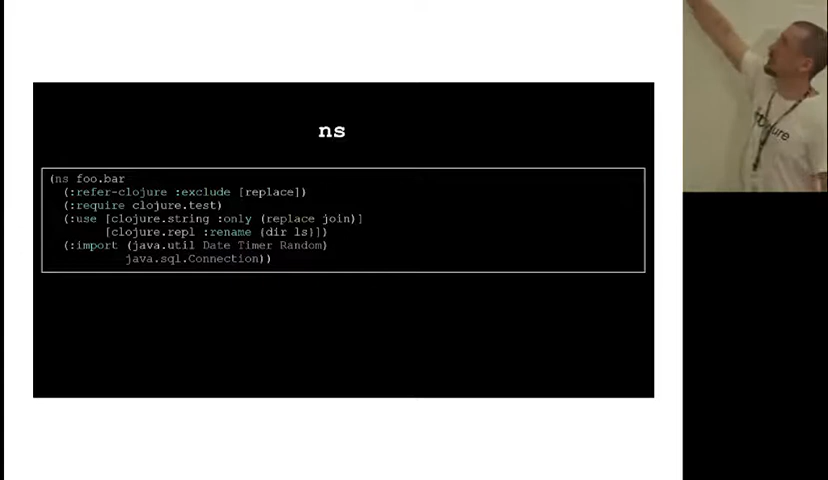 ns
(ns foo.bar
(:refer-clojure :exclude [replace])
(:require clojure.test)
(:use [clojure.string :only (replace join)]
[clojure.repl :rename {dir ls}])
(:import (java.util Date Timer Random)
java.sql.Connection))